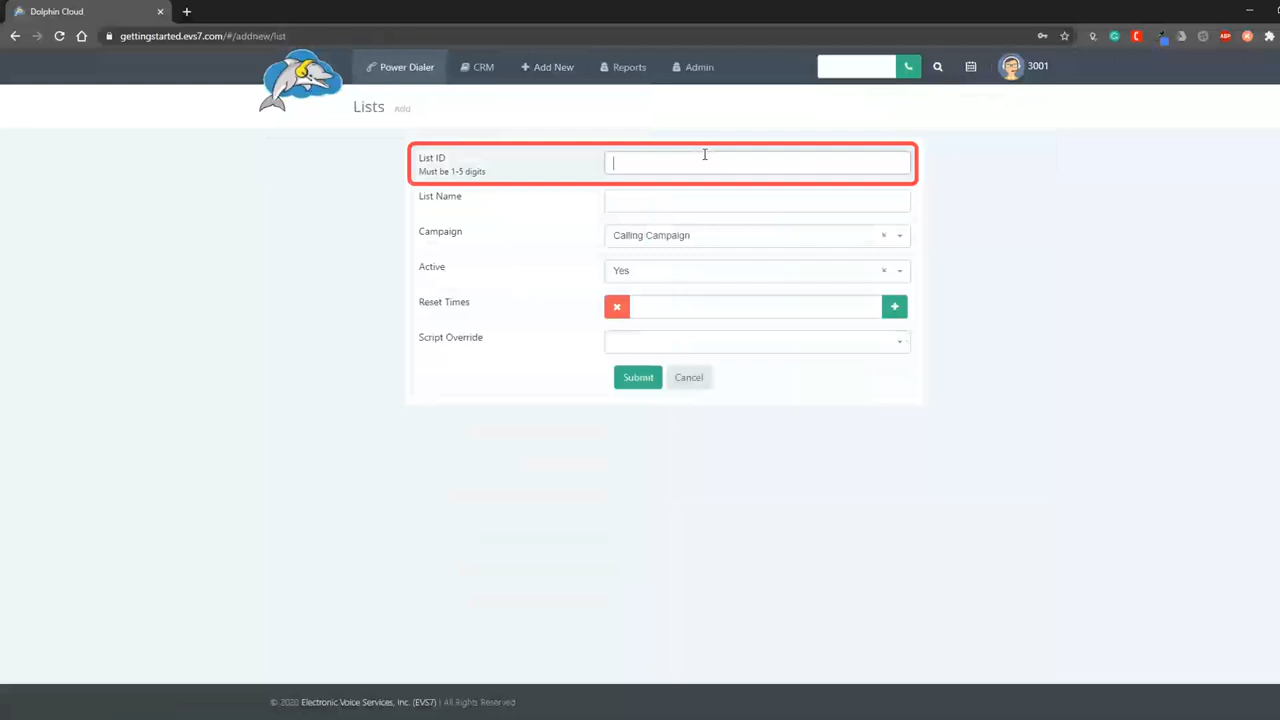 Dolphin Cloud
gettingstarted.evs7.com/#/addnew/list
Power Dialer
CRM
Add New
Reports
Admin
3001
Lists Add
List ID
Must be 1-5 digits
List Name
Campaign
Calling Campaign
Active
Yes
Reset Times
Script Override
Submit
Cancel
© 2020 Electronic Voice Services, Inc. (EVS7) | All Rights Reserved